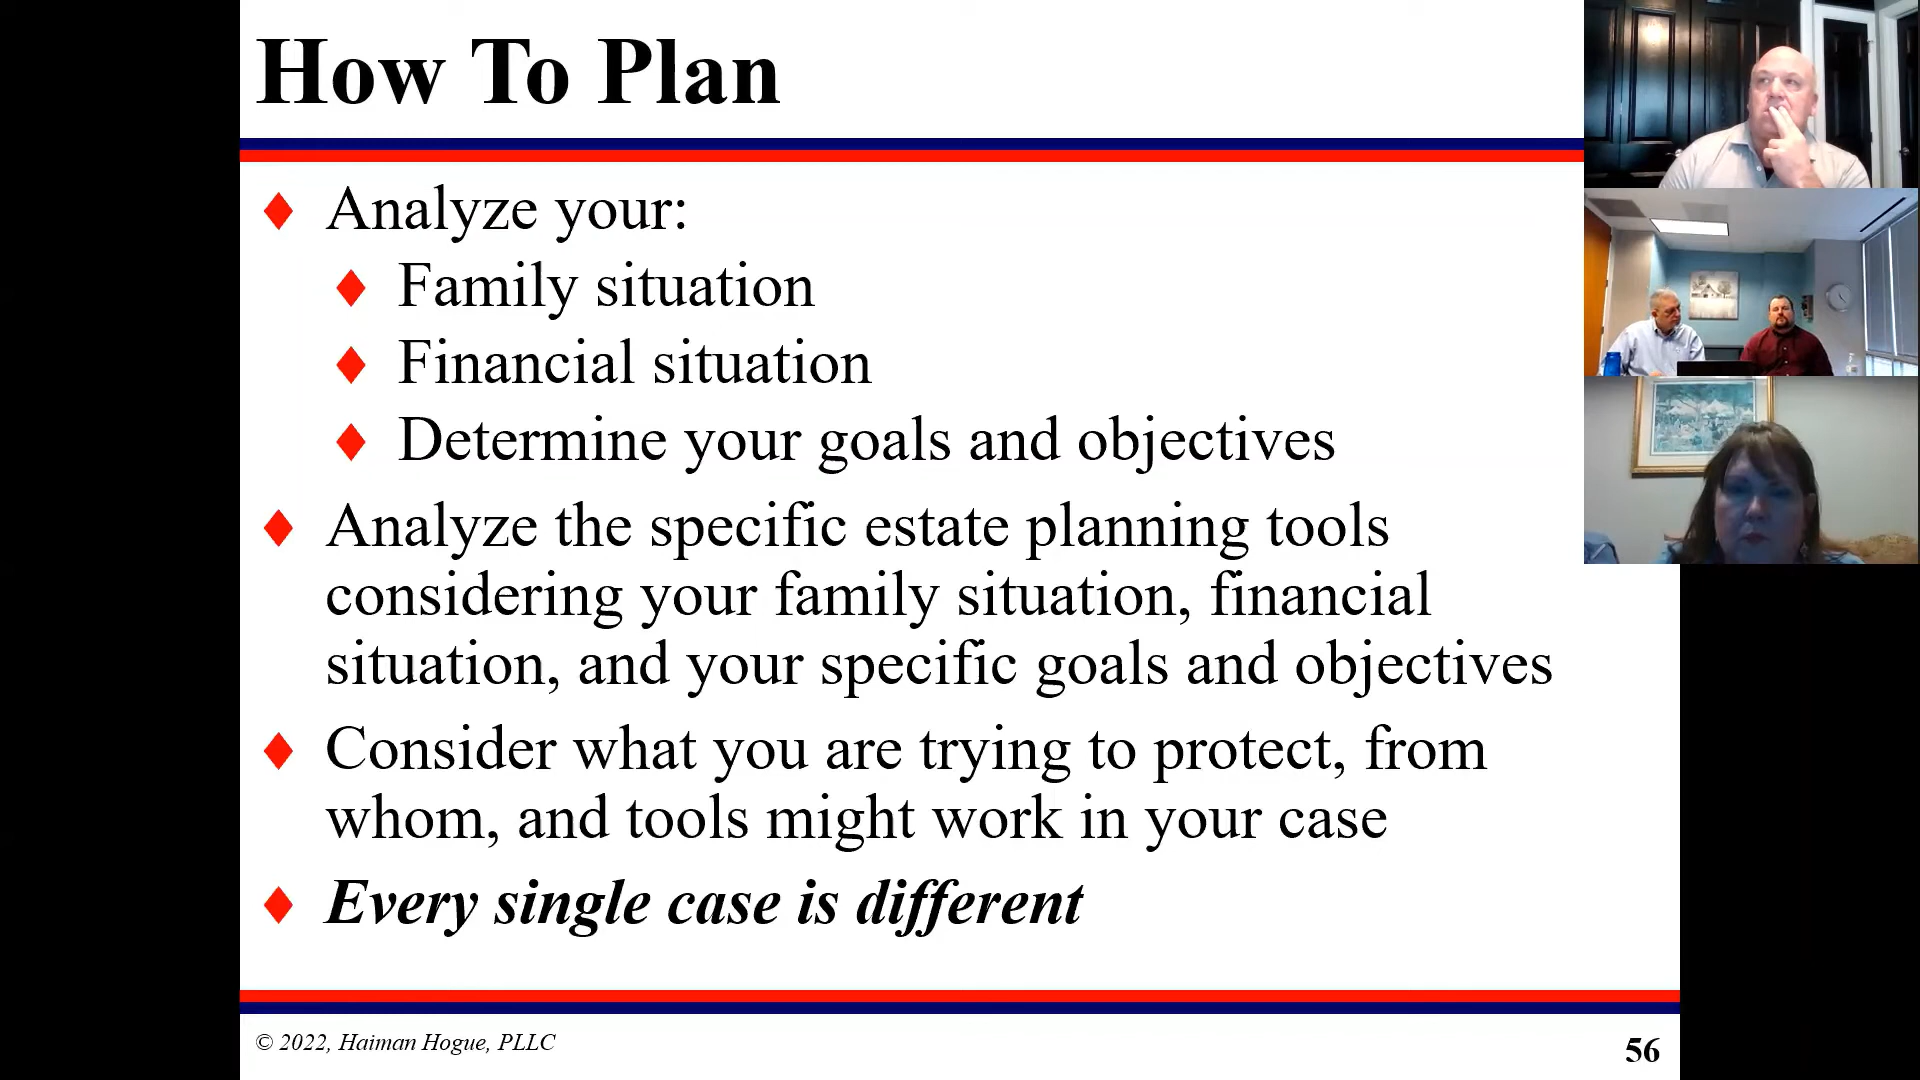 How To Plan
Analyze your:
Family situation
Financial situation
Determine your goals and objectives
Analyze the specific estate planning tools
considering your family situation, financial
situation, and your specific goals and objectives
Consider what you are trying to protect, from
whom, and tools might work in your case
Every single case is different
© 2022, Haiman Hogue, PLLC
56